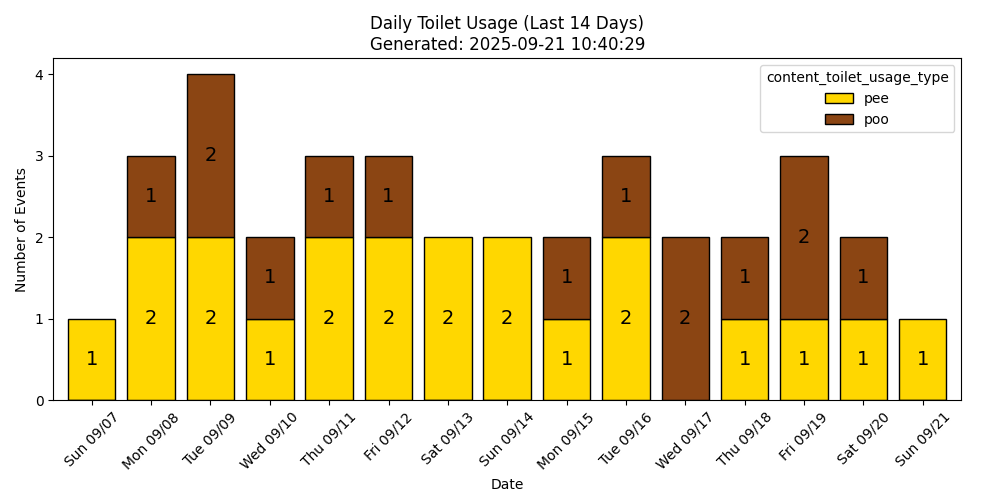 Daily Toilet Usage (Last 14 Days)
Generated: 2025-09-21 10:40:29
content_toilet_usage_type
pee
poo
Number of Events
4
3
2
1
0
2
1
1
1
1
1
2
1
1
1
1
2
2
1
2
2
2
2
1
2
2
1
1
1
1
Sun 09/07
Mon 09/08
Tue 09/09
Wed 09/10
Thu 09/11
Fri 09/12
Sat 09/13
Sun 09/14
Mon 09/15
Tue 09/16
Wed 09/17
Thu 09/18
Fri 09/19
Sat 09/20
Sun 09/21
Date